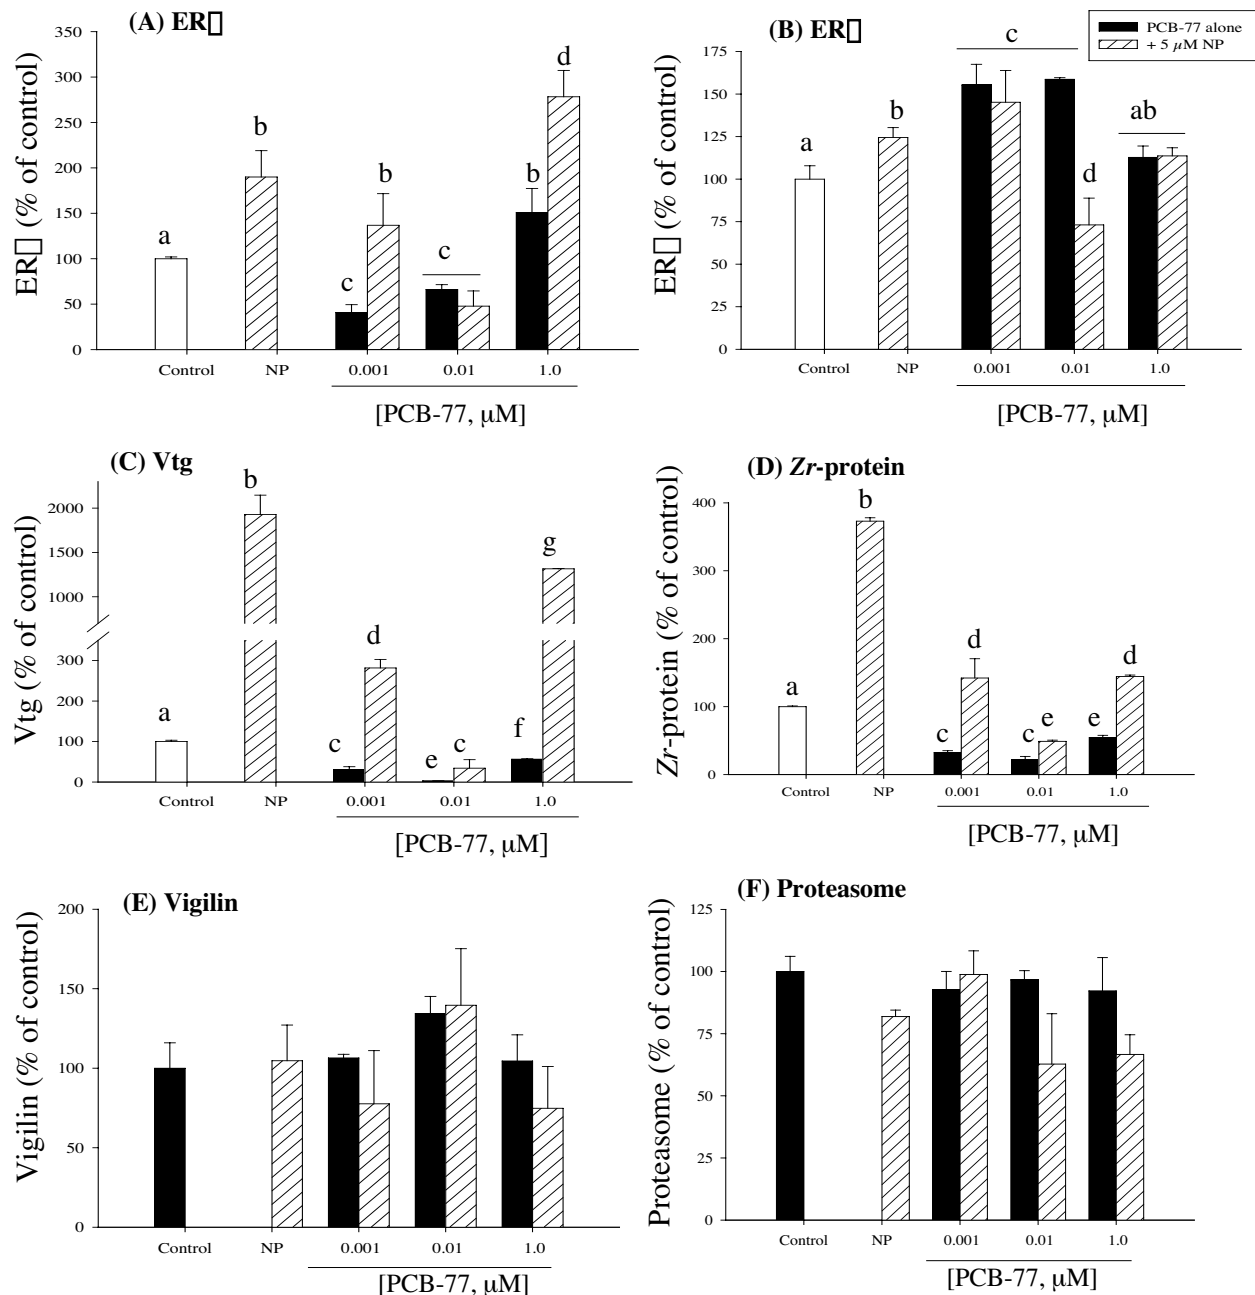 (A) ER▯
ER▯ (% of control)
350
300
250
200
150
100
50
0
a
b
c
b
c
b
d
Control
NP
0.001
0.01
1.0
[PCB-77, μM]
(B) ER▯
PCB-77 alone
+ 5 μM NP
ER▯ (% of control)
175
150
125
100
75
50
25
0
a
b
c
d
ab
Control
NP
0.001
0.01
1.0
[PCB-77, μM]
(C) Vtg
Vtg (% of control)
2000
1500
1000
300
200
100
0
a
b
c
d
e
c
f
g
Control
NP
0.001
0.01
1.0
[PCB-77, μM]
(D) Zr-protein
Zr-protein (% of control)
400
300
200
100
0
a
b
c
d
c
e
e
d
Control
NP
0.001
0.01
1.0
[PCB-77, μM]
(E) Vigilin
Vigilin (% of control)
200
150
100
50
0
Control
NP
0.001
0.01
1.0
[PCB-77, μM]
(F) Proteasome
Proteasome (% of control)
125
100
75
50
25
0
Control
NP
0.001
0.01
1.0
[PCB-77, μM]